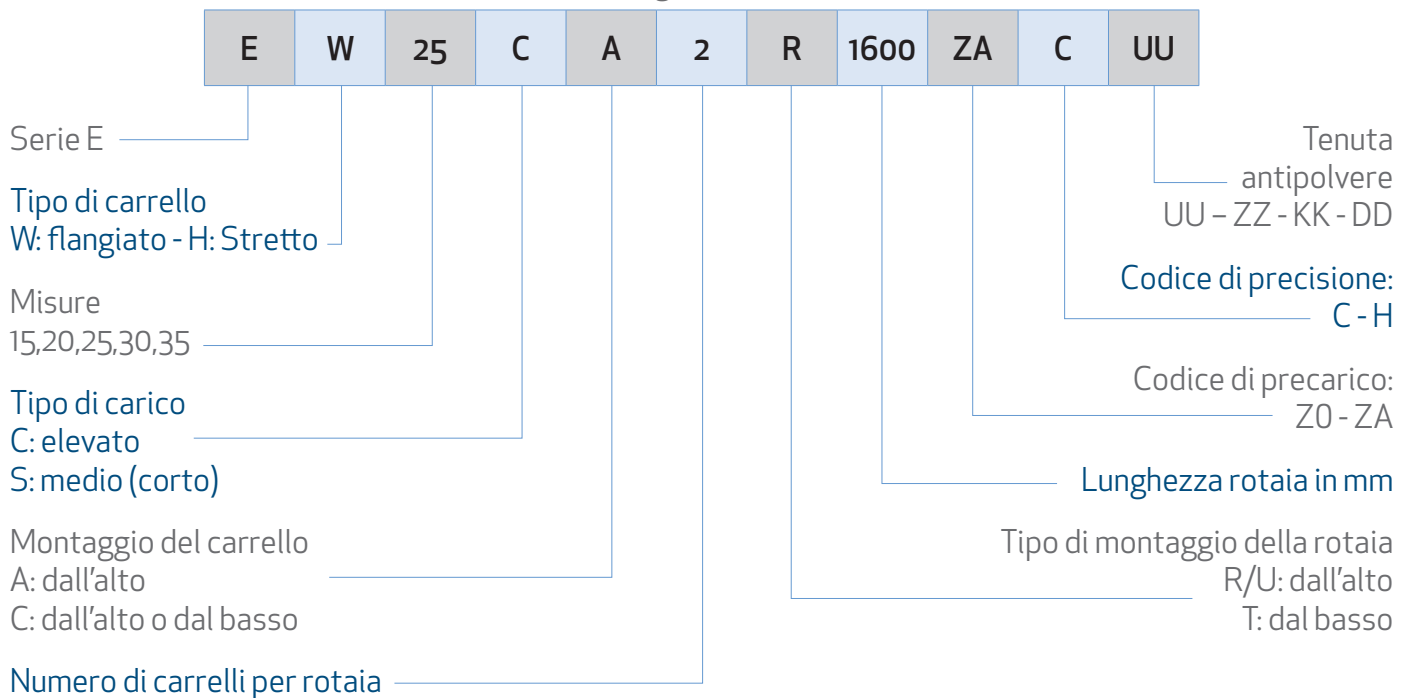 E W 25 C A 2 R 1600 ZA C UU
Serie E
Tipo di carrello
W: flangiato - H: Stretto
Misure
15,20,25,30,35
Tipo di carico
C: elevato
S: medio (corto)
Montaggio del carrello
A: dall'alto
C: dall'alto o dal basso
Numero di carrelli per rotaia
Tenuta
antipolvere
UU – ZZ - KK - DD
Codice di precisione:
C - H
Codice di precarico:
Z0 - ZA
Lunghezza rotaia in mm
Tipo di montaggio della rotaia
R/U: dall'alto
T: dal basso